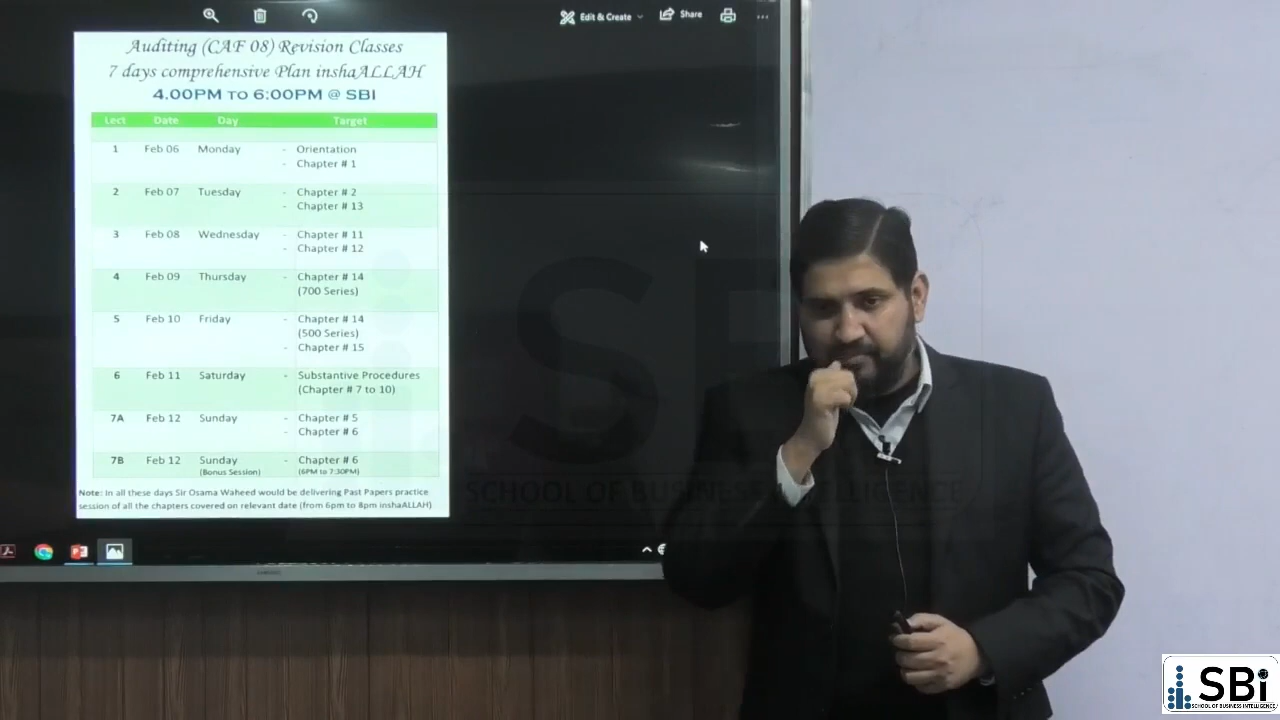 Edit & Create
Share
Auditing (CAF 08) Revision Classes
7 days comprehensive Plan inshaALLAH
4.00PM TO 6:00PM @ SBI
Lect Date Day Target
1 Feb 06 Monday - Orientation
- Chapter # 1
2 Feb 07 Tuesday - Chapter # 2
- Chapter # 13
3 Feb 08 Wednesday - Chapter # 11
- Chapter # 12
4 Feb 09 Thursday - Chapter # 14
(700 Series)
5 Feb 10 Friday - Chapter # 14
(500 Series)
- Chapter # 15
6 Feb 11 Saturday - Substantive Procedures
(Chapter # 7 to 10)
7A Feb 12 Sunday - Chapter # 5
- Chapter # 6
7B Feb 12 Sunday - Chapter # 6
(Bonus Session) (6PM to 7:30PM)
Note: In all these days Sir Osama Waheed would be delivering Past Papers practice
session of all the chapters covered on relevant date (from 6pm to 8pm inshaALLAH)
SCHOOL OF BUSINESS INTELLIGENCE
SAMSUNG
SBi
SCHOOL OF BUSINESS INTELLIGENCE